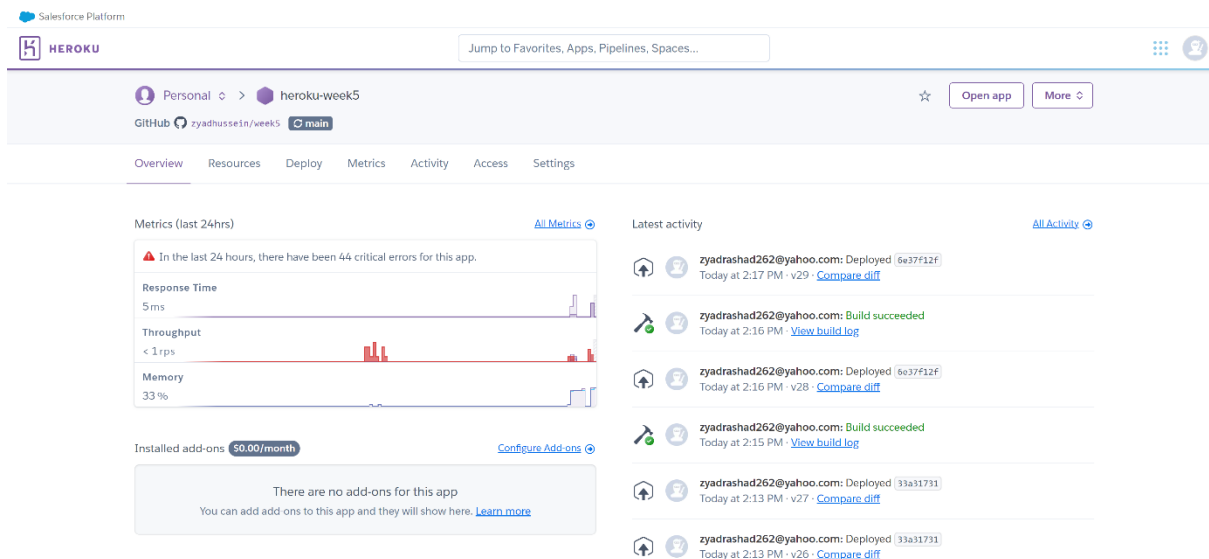 Salesforce Platform
HEROKU
Jump to Favorites, Apps, Pipelines, Spaces...
Personal > heroku-week5
Open app
More
GitHub zyadhussein/week5 main
Overview Resources Deploy Metrics Activity Access Settings
Metrics (last 24hrs)
All Metrics
In the last 24 hours, there have been 44 critical errors for this app.
Response Time
5 ms
Throughput
< 1 rps
Memory
33 %
Installed add-ons $0.00/month
Configure Add-ons
There are no add-ons for this app
You can add add-ons to this app and they will show here. Learn more
Latest activity
All Activity
zyadrashad262@yahoo.com: Deployed 6e37f12f
Today at 2:17 PM · v29 · Compare diff
zyadrashad262@yahoo.com: Build succeeded
Today at 2:16 PM · View build log
zyadrashad262@yahoo.com: Deployed 6e37f12f
Today at 2:16 PM · v28 · Compare diff
zyadrashad262@yahoo.com: Build succeeded
Today at 2:15 PM · View build log
zyadrashad262@yahoo.com: Deployed 33a31731
Today at 2:13 PM · v27 · Compare diff
zyadrashad262@yahoo.com: Deployed 33a31731
Today at 2:13 PM · v26 · Compare diff